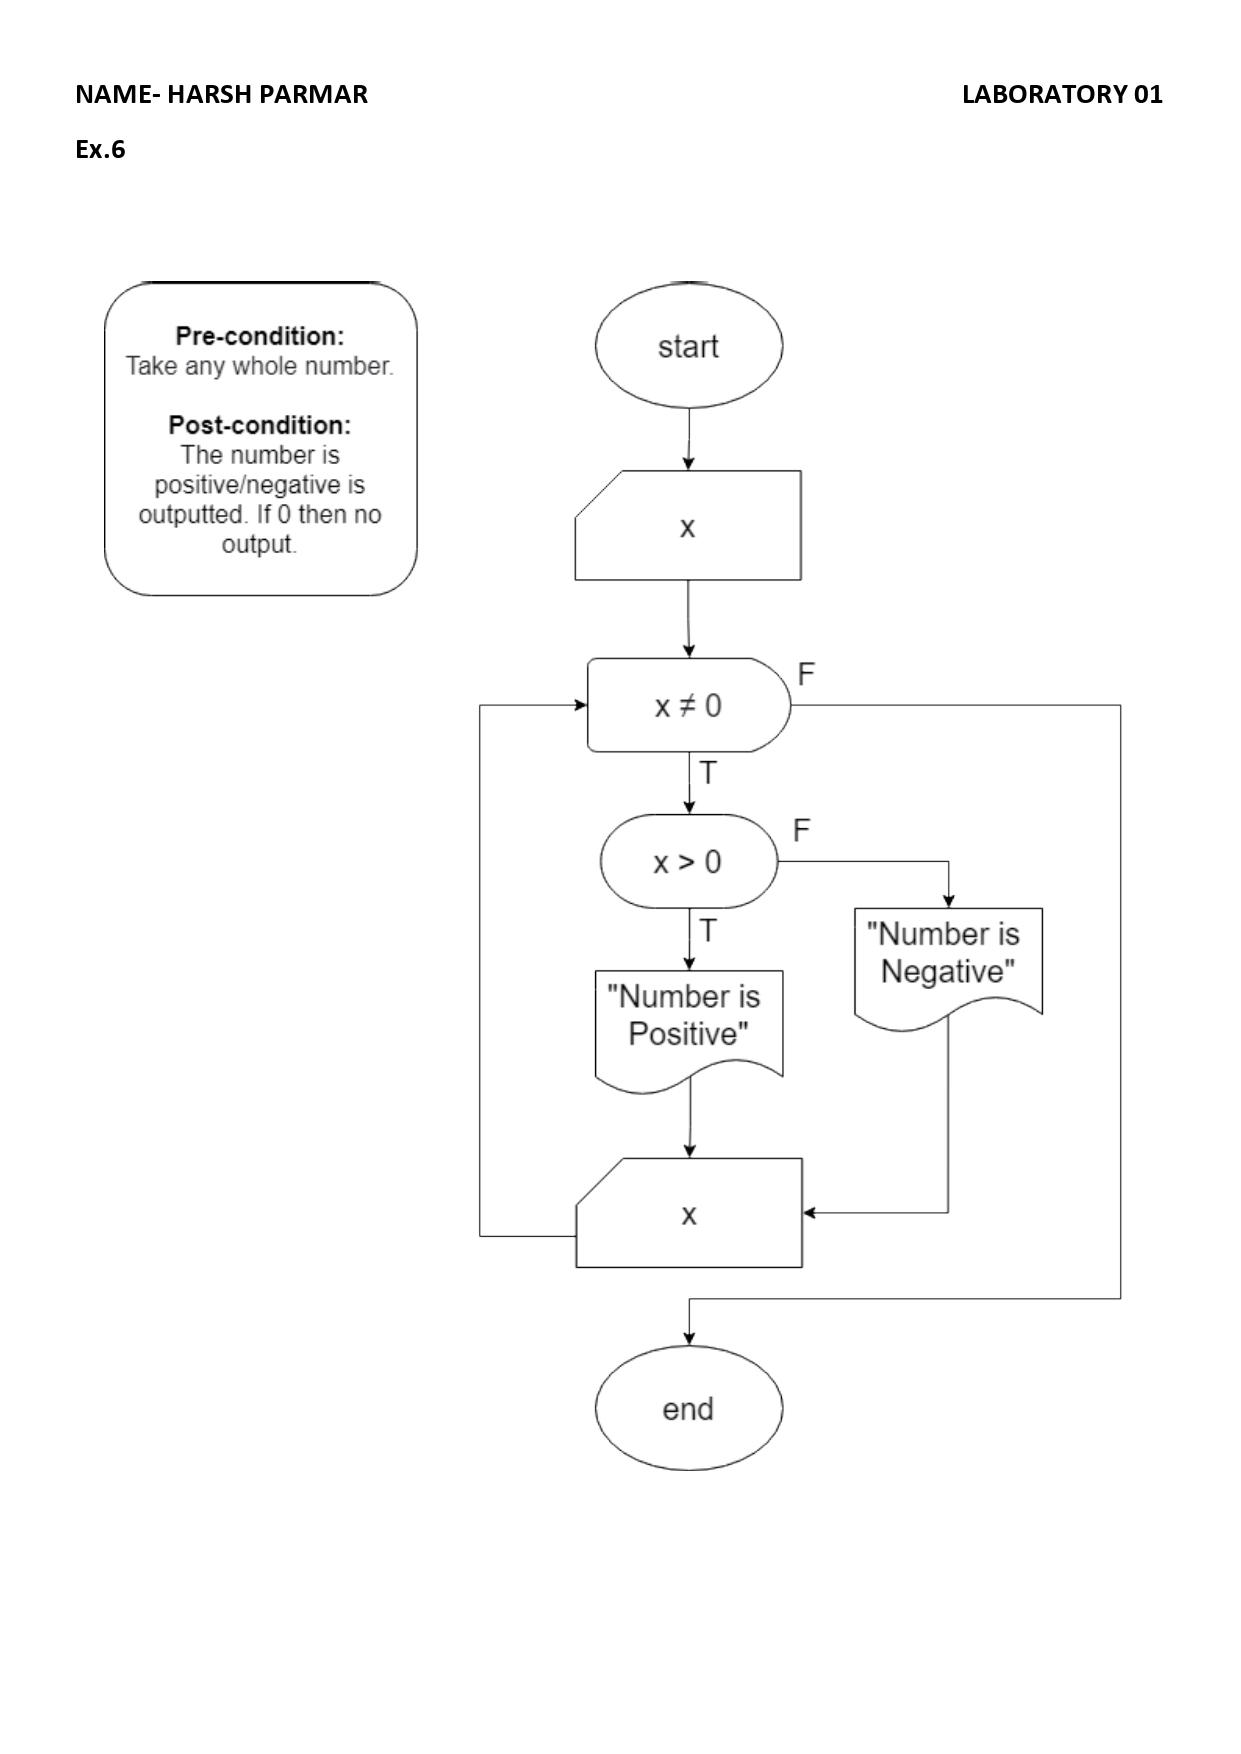 NAME- HARSH PARMAR
LABORATORY 01
Ex.6
Pre-condition:
Take any whole number.
Post-condition:
The number is
positive/negative is
outputted. If 0 then no
output.
start
x
x ≠ 0
F
T
x > 0
F
T
"Number is
Negative"
"Number is
Positive"
x
end